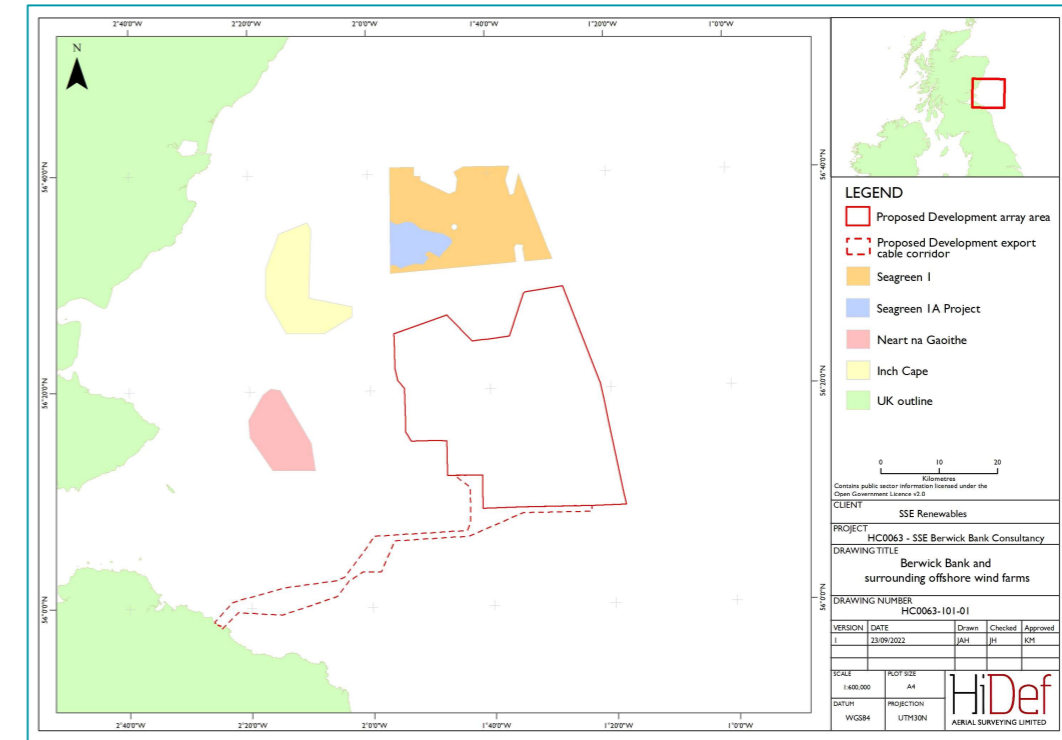 2°40'0"W 2°20'0"W 2°0'0"W 1°40'0"W 1°20'0"W 1°0'0"W
N
56°40'0"N 56°40'0"N
56°20'0"N 56°20'0"N
56°0'0"N 56°0'0"N
2°40'0"W 2°20'0"W 2°0'0"W 1°40'0"W 1°20'0"W 1°0'0"W
LEGEND
Proposed Development array area
Proposed Development export
cable corridor
Seagreen 1
Seagreen 1A Project
Neart na Gaoithe
Inch Cape
UK outline
0 10 20
Kilometres
Contains public sector information licensed under the
Open Government Licence v2.0
CLIENT
SSE Renewables
PROJECT
HC0063 - SSE Berwick Bank Consultancy
DRAWING TITLE
Berwick Bank and
surrounding offshore wind farms
DRAWING NUMBER
HC0063-101-01
VERSION DATE Drawn Checked Approved
1 23/09/2022 JAH JH KM
SCALE PLOT SIZE
1:600,000 A4
DATUM PROJECTION
WGS84 UTM30N
HiDef
AERIAL SURVEYING LIMITED